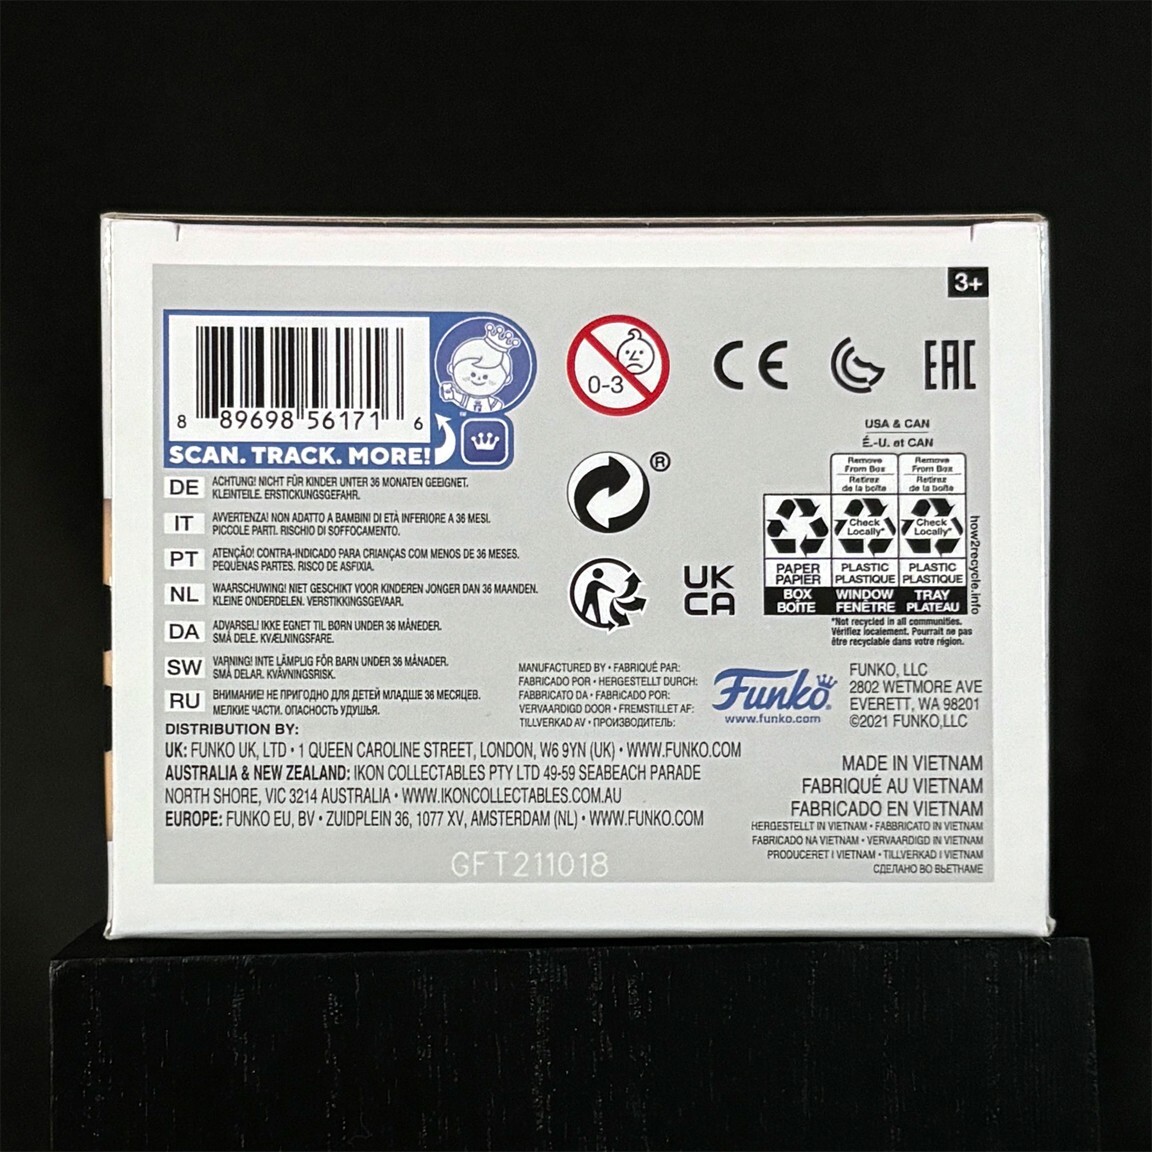 3+
8 89698 56171 6
SCAN. TRACK. MORE!
0-3
CE
EAC
DE ACHTUNG! NICHT FÜR KINDER UNTER 36 MONATEN GEEIGNET.
KLEINTEILE. ERSTICKUNGSGEFAHR.
IT AVVERTENZA! NON ADATTO A BAMBINI DI ETÀ INFERIORE A 36 MESI.
PICCOLE PARTI. RISCHIO DI SOFFOCAMENTO.
PT ATENÇÃO! CONTRA-INDICADO PARA CRIANÇAS COM MENOS DE 36 MESES.
PEQUENAS PARTES. RISCO DE ASFIXIA.
NL WAARSCHUWING! NIET GESCHIKT VOOR KINDEREN JONGER DAN 36 MAANDEN.
KLEINE ONDERDELEN. VERSTIKKINGSGEVAAR.
DA ADVARSEL! IKKE EGNET TIL BØRN UNDER 36 MÅNEDER.
SMÅ DELE. KVÆLNINGSFARE.
SW VARNING! INTE LÄMPLIG FÖR BARN UNDER 36 MÅNADER.
SMÅ DELAR. KVÄVNINGSRISK.
RU ВНИМАНИЕ! НЕ ПРИГОДНО ДЛЯ ДЕТЕЙ МЛАДШЕ 36 МЕСЯЦЕВ.
МЕЛКИЕ ЧАСТИ. ОПАСНОСТЬ УДУШЬЯ.
®
UK
CA
USA & CAN
É.-U. et CAN
Remove From Box
Retirez de la boîte
Remove From Box
Retirez de la boîte
Check Locally*
Check Locally*
PAPER
PAPIER
BOX
BOÎTE
PLASTIC
PLASTIQUE
WINDOW
FENÊTRE
PLASTIC
PLASTIQUE
TRAY
PLATEAU
how2recycle.info
*Not recycled in all communities.
Vérifiez localement. Pourrait ne pas
être recyclable dans votre région.
MANUFACTURED BY • FABRIQUÉ PAR:
FABRICADO POR • HERGESTELLT DURCH:
FABBRICATO DA • FABRICADO POR:
VERVAARDIGD DOOR • FREMSTILLET AF:
TILLVERKAD AV • ПРОИЗВОДИТЕЛЬ:
Funko®
www.funko.com
FUNKO, LLC
2802 WETMORE AVE
EVERETT, WA 98201
©2021 FUNKO,LLC
DISTRIBUTION BY:
UK: FUNKO UK, LTD • 1 QUEEN CAROLINE STREET, LONDON, W6 9YN (UK) • WWW.FUNKO.COM
AUSTRALIA & NEW ZEALAND: IKON COLLECTABLES PTY LTD 49-59 SEABEACH PARADE
NORTH SHORE, VIC 3214 AUSTRALIA • WWW.IKONCOLLECTABLES.COM.AU
EUROPE: FUNKO EU, BV • ZUIDPLEIN 36, 1077 XV, AMSTERDAM (NL) • WWW.FUNKO.COM
MADE IN VIETNAM
FABRIQUÉ AU VIETNAM
FABRICADO EN VIETNAM
HERGESTELLT IN VIETNAM • FABBRICATO IN VIETNAM
FABRICADO NA VIETNAM • VERVAARDIGD IN VIETNAM
PRODUCERET I VIETNAM • TILLVERKAD I VIETNAM
СДЕЛАНО ВО ВЬЕТНАМЕ
GFT211018